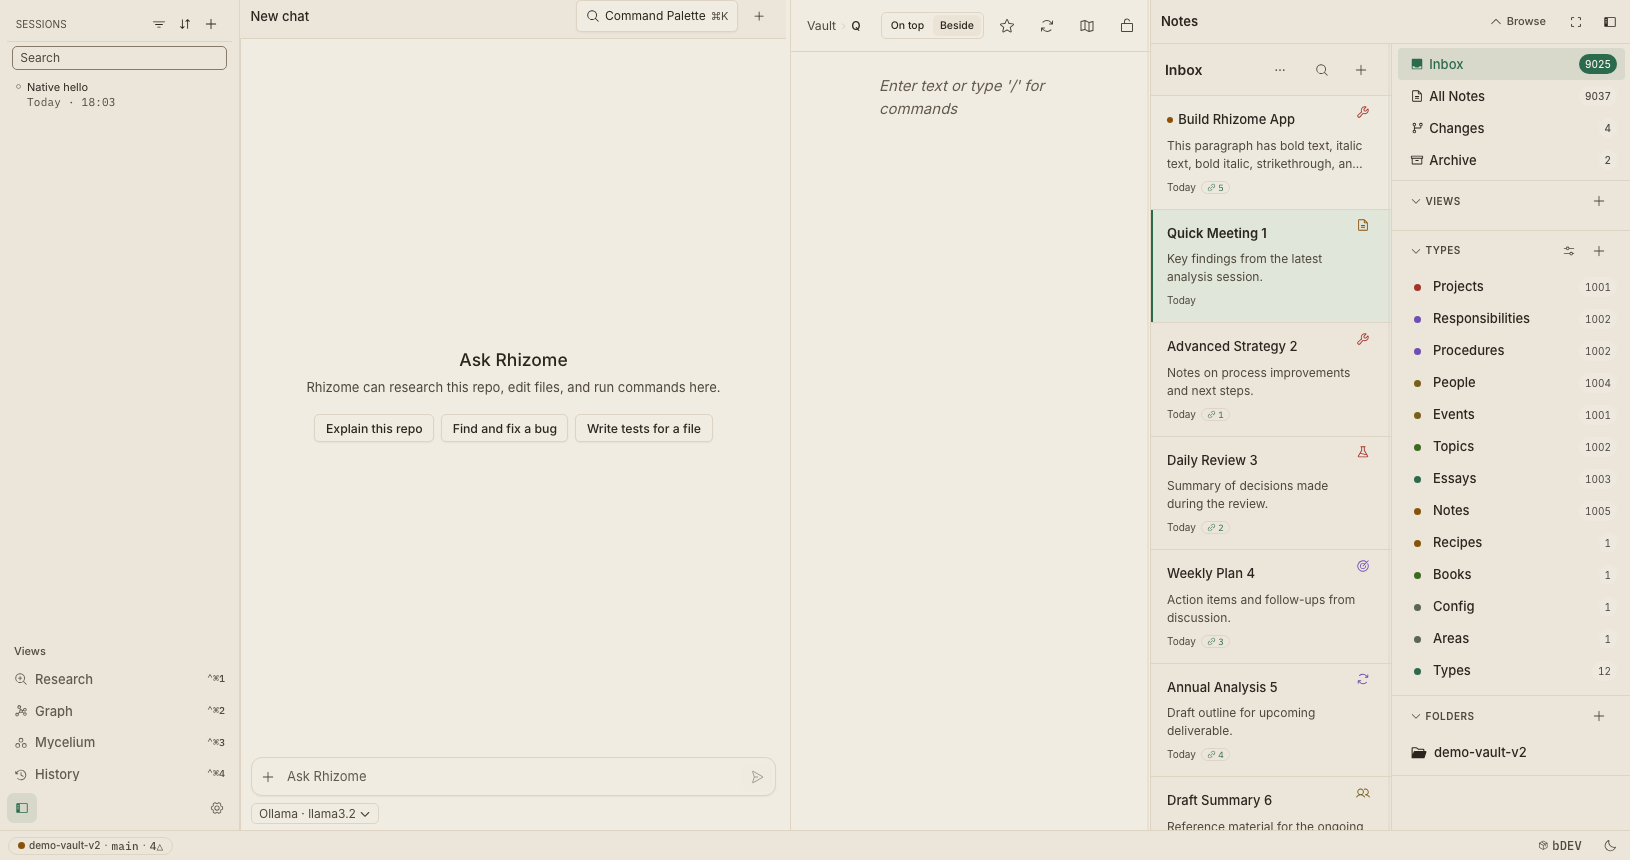 SESSIONS
Search
Native hello
Today · 18:03
Views
Research ^⌘1
Graph ^⌘2
Mycelium ^⌘3
History ^⌘4
New chat
Command Palette ⌘K
Ask Rhizome
Rhizome can research this repo, edit files, and run commands here.
Explain this repo
Find and fix a bug
Write tests for a file
Ask Rhizome
Ollama · llama3.2
Vault Q
On top Beside
Enter text or type '/' for
commands
Notes
Browse
Inbox
Build Rhizome App
This paragraph has bold text, italic
text, bold italic, strikethrough, an...
Today 5
Quick Meeting 1
Key findings from the latest
analysis session.
Today
Advanced Strategy 2
Notes on process improvements
and next steps.
Today 1
Daily Review 3
Summary of decisions made
during the review.
Today 2
Weekly Plan 4
Action items and follow-ups from
discussion.
Today 3
Annual Analysis 5
Draft outline for upcoming
deliverable.
Today 4
Draft Summary 6
Reference material for the ongoing
Inbox 9025
All Notes 9037
Changes 4
Archive 2
VIEWS
TYPES
Projects 1001
Responsibilities 1002
Procedures 1002
People 1004
Events 1001
Topics 1002
Essays 1003
Notes 1005
Recipes 1
Books 1
Config 1
Areas 1
Types 12
FOLDERS
demo-vault-v2
demo-vault-v2 · main · 4△
bDEV